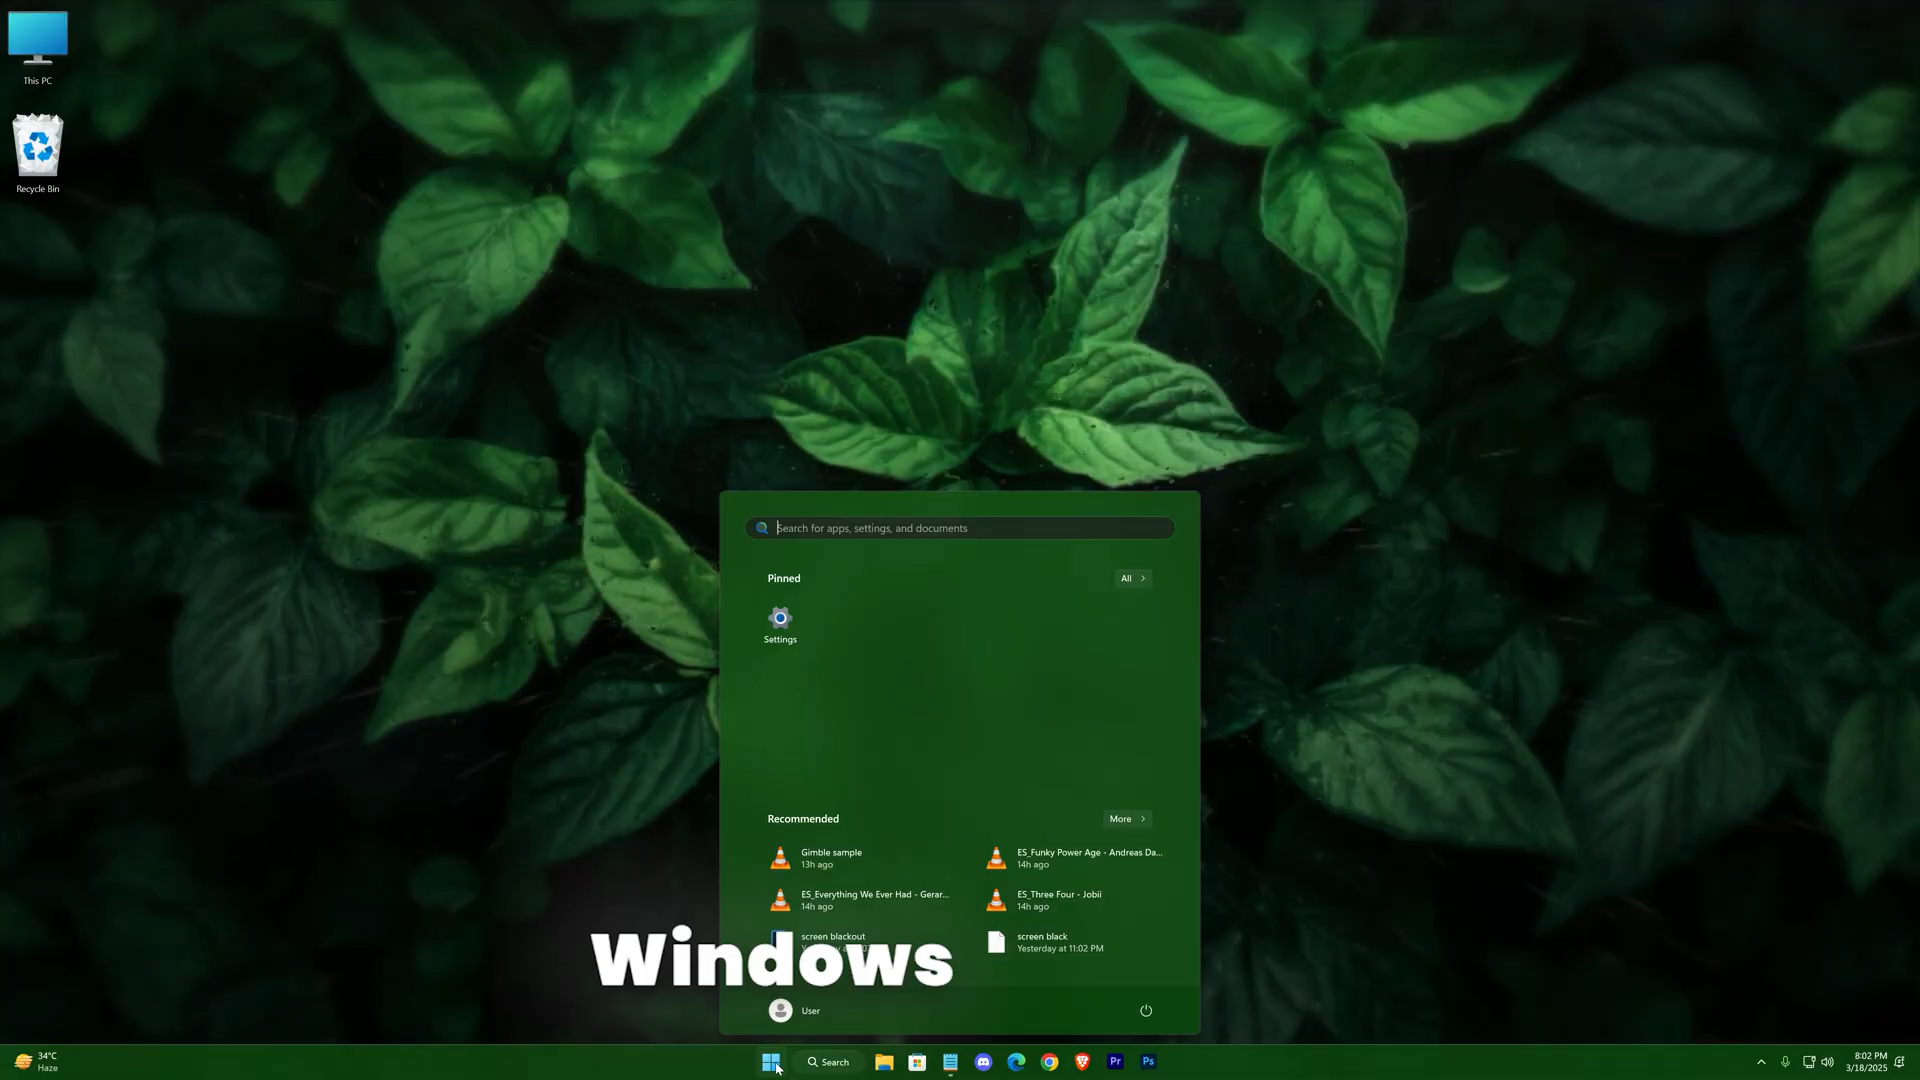 This PC
Recycle Bin
Search for apps, settings, and documents
Pinned
All
Settings
Recommended
More
Gimble sample
13h ago
ES_Funky Power Age - Andreas Da...
14h ago
ES_Everything We Ever Had - Gerar...
14h ago
ES_Three Four - Jobii
14h ago
screen blackout
screen black
Yesterday at 11:02 PM
Windows
User
34°C
Haze
Search
Pr
Ps
8:02 PM
3/18/2025